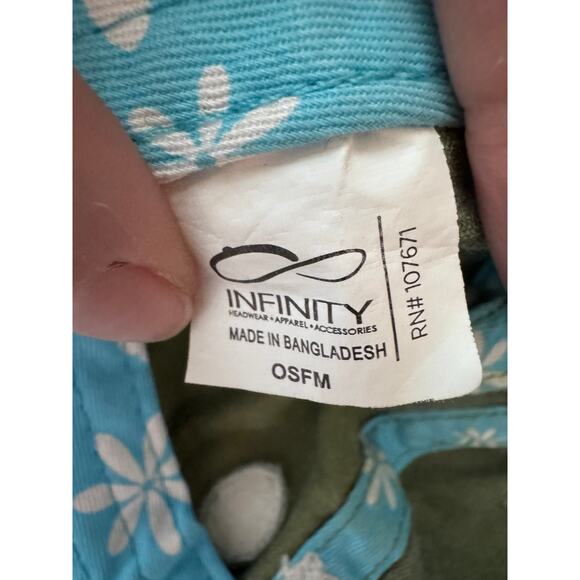 INFINITY
HEADWEAR • APPAREL • ACCESSORIES
MADE IN BANGLADESH
OSFM
RN# 107671